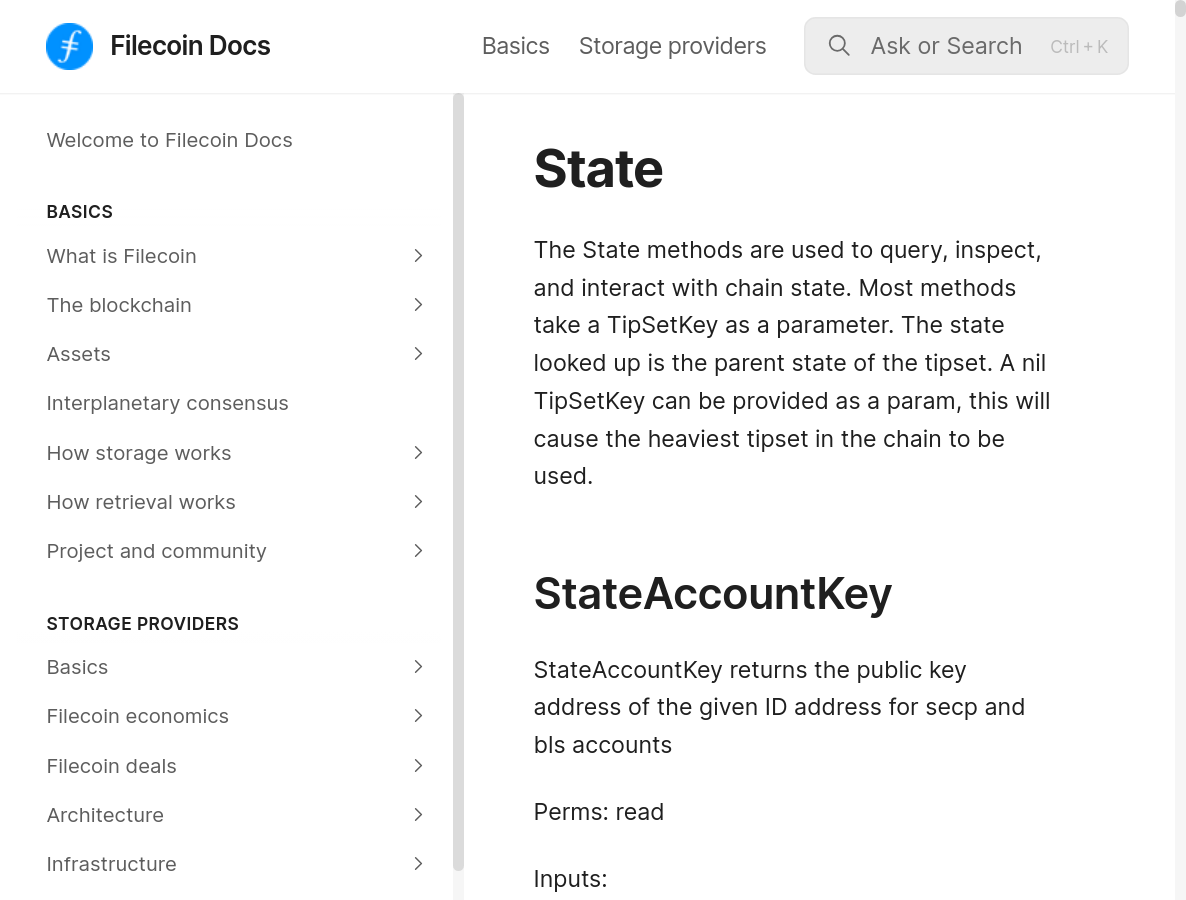 Filecoin Docs
Basics
Storage providers
Ask or Search
Ctrl + K
Welcome to Filecoin Docs
BASICS
What is Filecoin
The blockchain
Assets
Interplanetary consensus
How storage works
How retrieval works
Project and community
STORAGE PROVIDERS
Basics
Filecoin economics
Filecoin deals
Architecture
Infrastructure
State
The State methods are used to query, inspect,
and interact with chain state. Most methods
take a TipSetKey as a parameter. The state
looked up is the parent state of the tipset. A nil
TipSetKey can be provided as a param, this will
cause the heaviest tipset in the chain to be
used.
StateAccountKey
StateAccountKey returns the public key
address of the given ID address for secp and
bls accounts
Perms: read
Inputs: